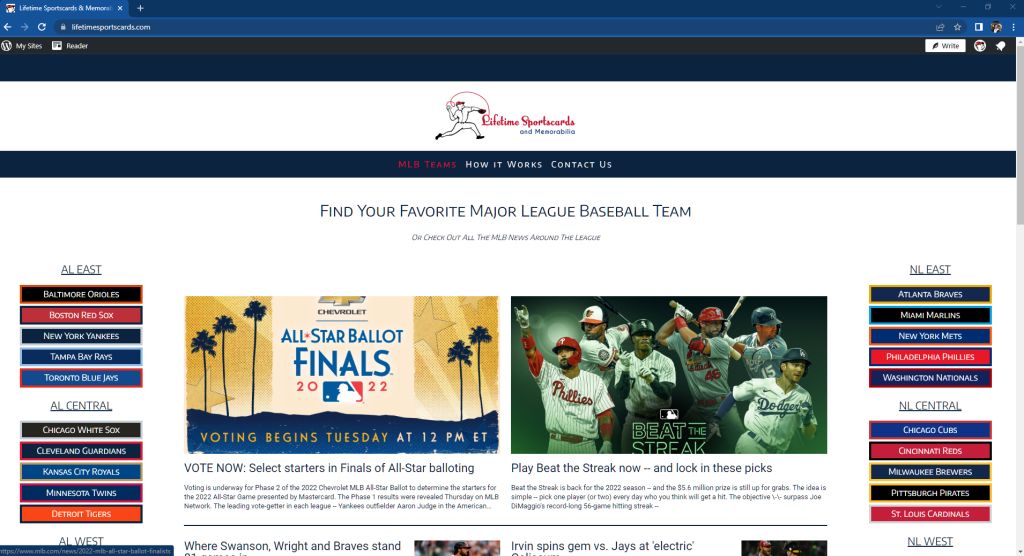 Lifetime Sportscards & Memorabil
lifetimesportscards.com
My Sites
Reader
Write
Lifetime Sportscards
and Memorabilia
MLB Teams How it Works Contact Us
Find Your Favorite Major League Baseball Team
Or Check Out All The MLB News Around The League
AL EAST
Baltimore Orioles
Boston Red Sox
New York Yankees
Tampa Bay Rays
Toronto Blue Jays
AL CENTRAL
Chicago White Sox
Cleveland Guardians
Kansas City Royals
Minnesota Twins
Detroit Tigers
AL WEST
CHEVROLET
ALL-STAR BALLOT
FINALS
2022
VOTING BEGINS TUESDAY AT 12 PM ET
VOTE NOW: Select starters in Finals of All-Star balloting
Voting is underway for Phase 2 of the 2022 Chevrolet MLB All-Star Ballot to determine the starters for
the 2022 All-Star Game presented by Mastercard. The Phase 1 results were revealed Thursday on MLB
Network. The leading vote-getter in each league -- Yankees outfielder Aaron Judge in the American...
Where Swanson, Wright and Braves stand
Phillies
46
15
Dodgers
BEAT THE
STREAK
Play Beat the Streak now -- and lock in these picks
Beat the Streak is back for the 2022 season -- and the $5.6 million prize is still up for grabs. The idea is
simple -- pick one player (or two) every day who you think will get a hit. The objective \-\- surpass Joe
DiMaggio's record-long 56-game hitting streak --
Irvin spins gem vs. Jays at 'electric'
NL EAST
Atlanta Braves
Miami Marlins
New York Mets
Philadelphia Phillies
Washington Nationals
NL CENTRAL
Chicago Cubs
Cincinnati Reds
Milwaukee Brewers
Pittsburgh Pirates
St. Louis Cardinals
NL WEST
https://www.mlb.com/news/2022-mlb-all-star-ballot-finalists